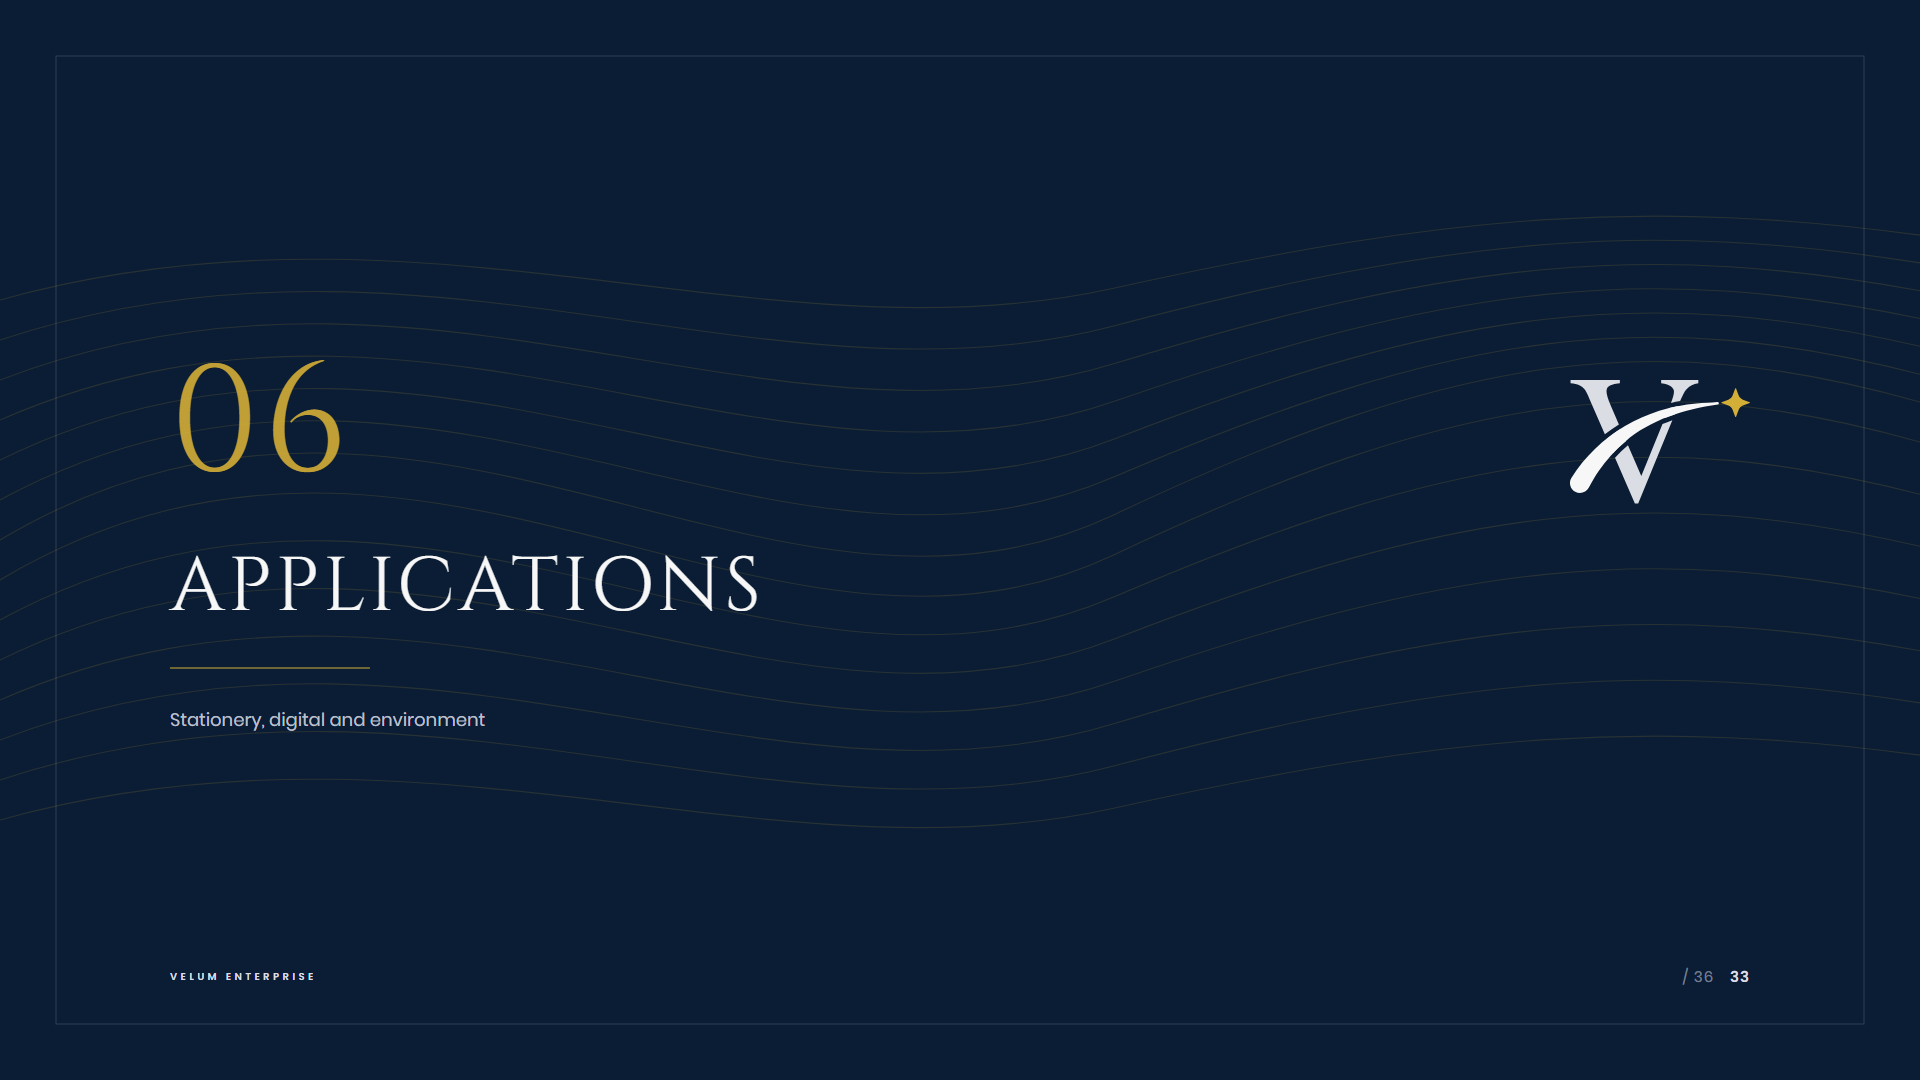 06
APPLICATIONS
Stationery, digital and environment
VELUM ENTERPRISE
/ 36 33